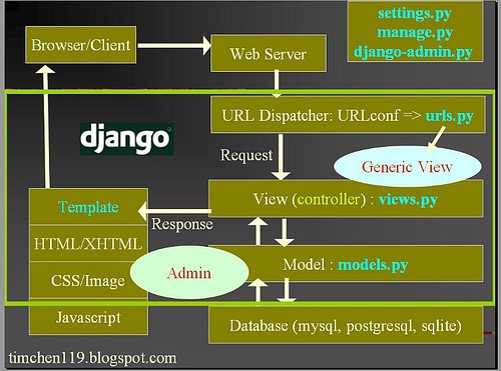 settings.py
manage.py
django-admin.py
Browser/Client
Web Server
URL Dispatcher: URLconf => urls.py
django
Request
Generic View
Template
View (controller) : views.py
Response
HTML/XHTML
Admin
Model : models.py
CSS/Image
Javascript
Database (mysql, postgresql, sqlite)
timchen119.blogspot.com